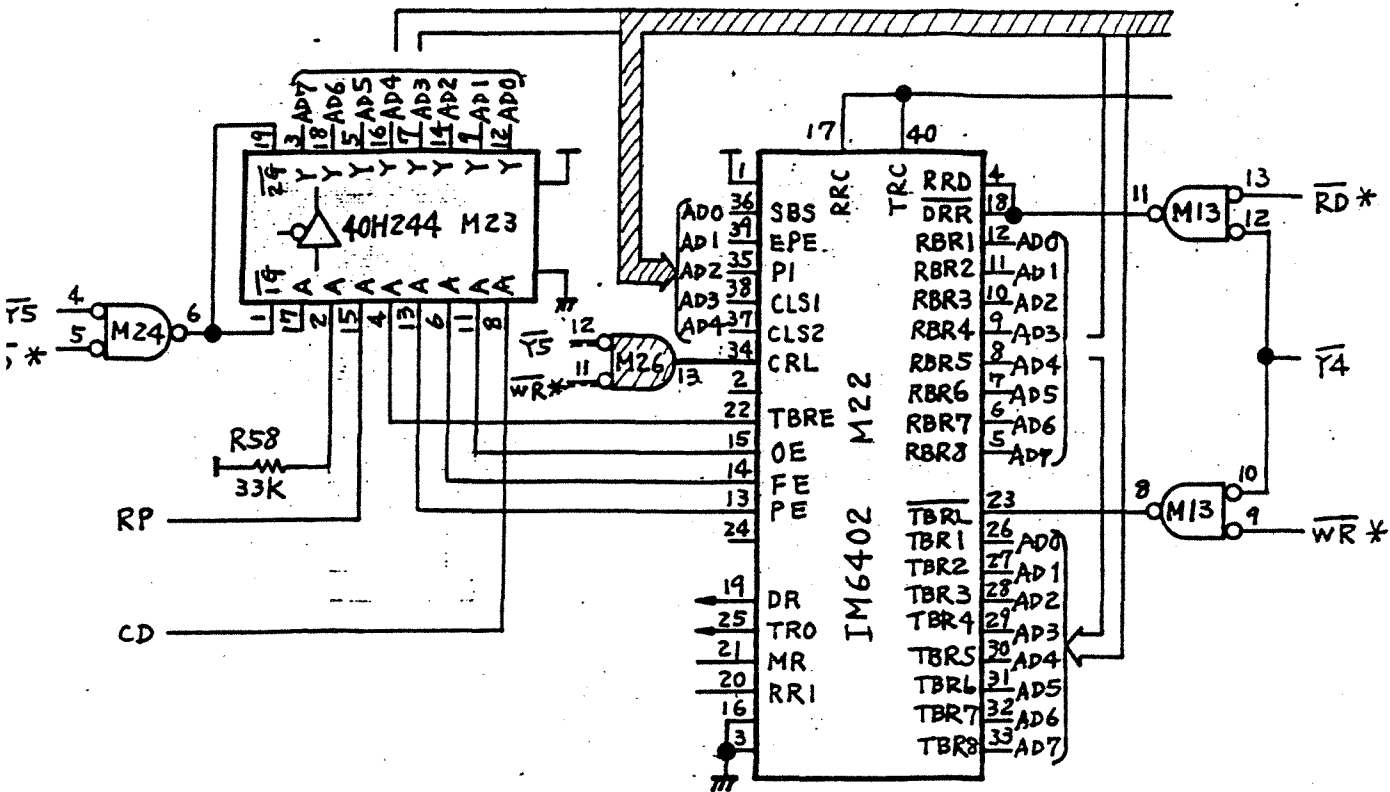 AD7 AD6 AD5 AD4 AD3 AD2 AD1 AD0
19 3 18 5 16 7 14 9 12
2G Y Y Y Y Y Y Y Y
40H244 M23
1G A A A A A A A A
1 17 2 15 4 13 6 11 8
Y5 4
5
M24 6
*
R58
33K
RP
CD
17 40
RRC TRC
1
AD0 36 SBS
AD1 39 EPE
AD2 35 PI
AD3 38 CLS1
AD4 37 CLS2
34 CRL
Y5 12
WR* 11
M26 13
2
22 TBRE
15 OE
14 FE
13 PE
24
19 DR
25 TRO
21 MR
20 RRI
16
3
IM6402 M22
RRD 4
DRR 18
RBR1 12 AD0
RBR2 11 AD1
RBR3 10 AD2
RBR4 9 AD3
RBR5 8 AD4
RBR6 7 AD5
RBR7 6 AD6
RBR8 5 AD7
TBRL 23
TBR1 26 AD0
TBR2 27 AD1
TBR3 28 AD2
TBR4 29 AD3
TBR5 30 AD4
TBR6 31 AD5
TBR7 32 AD6
TBR8 33 AD7
11 M13 13 RD*
12
Y4
8 M13 10
9 WR*